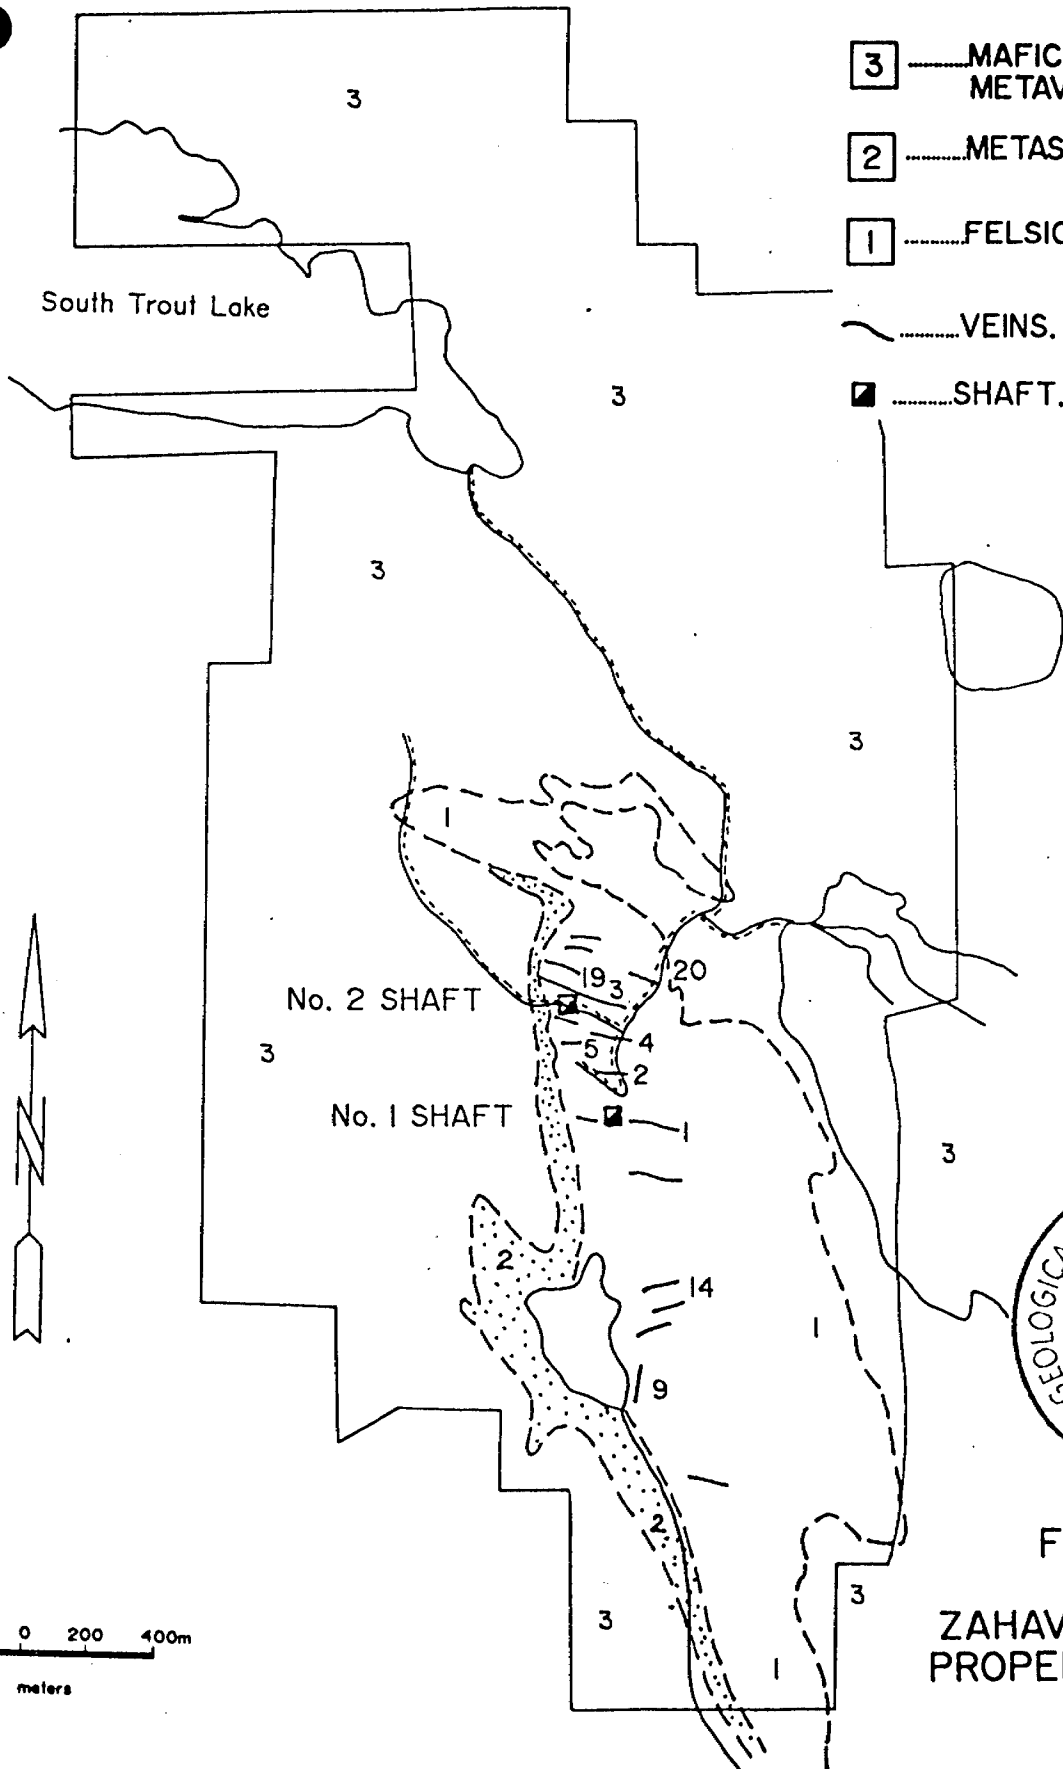 3 ..........MAFIC
METAV
2 ..........METAS
1 ..........FELSIC
..........VEINS.
..........SHAFT.
3
South Trout Lake
3
3
3
1
19
3
20
No. 2 SHAFT
3
5
4
2
No. 1 SHAFT
1
3
2
14
1
9
GEOLOGICA
2
F
3
3
ZAHAV
PROPE
1
0 200 400m
meters
N